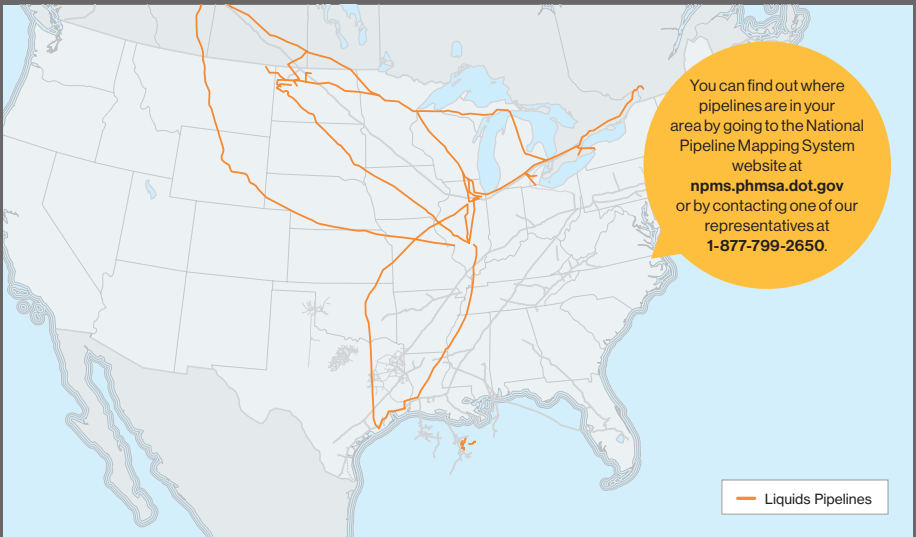 You can find out where
pipelines are in your
area by going to the National
Pipeline Mapping System
website at
npms.phmsa.dot.gov
or by contacting one of our
representatives at
1-877-799-2650.
Liquids Pipelines